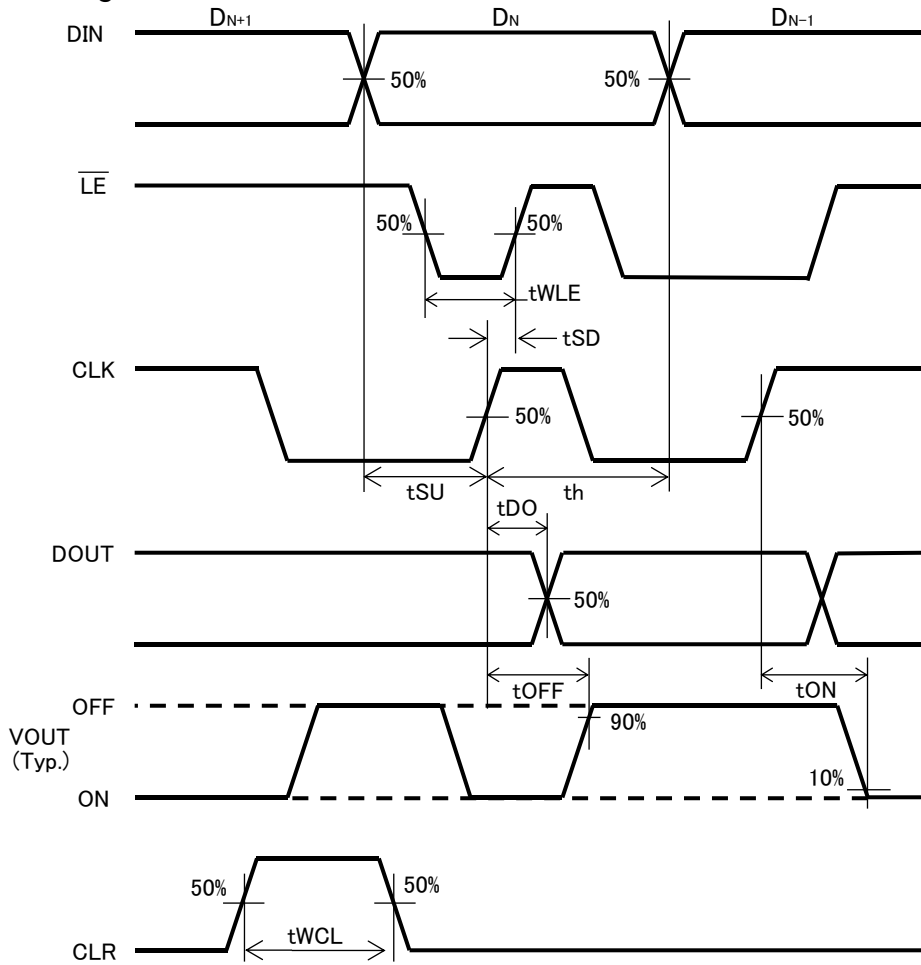 DN+1 DN DN-1
DIN
50% 50%
LE
50% 50%
tWLE
tSD
CLK
50% 50%
tSU th
tDO
DOUT
50%
tOFF tON
OFF
90%
VOUT
(Typ.)
10%
ON
50% 50%
tWCL
CLR